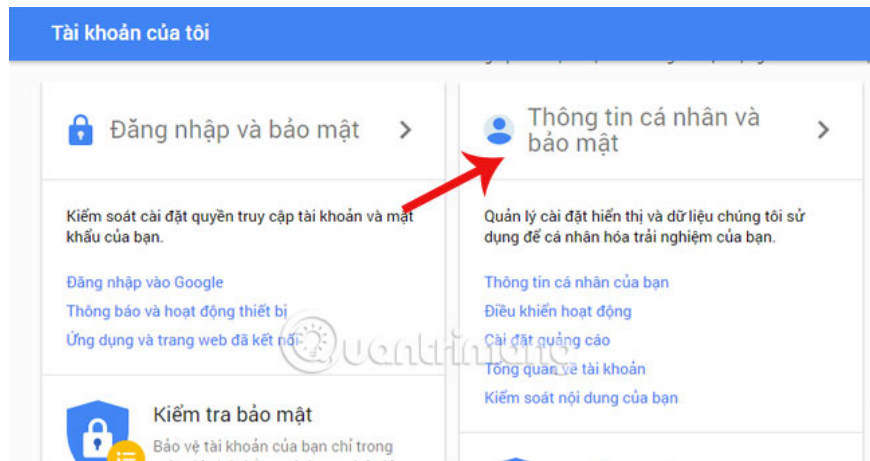 Tài khoản của tôi
Đăng nhập và bảo mật
Kiểm soát cài đặt quyền truy cập tài khoản và mật
khẩu của bạn.
Đăng nhập vào Google
Thông báo và hoạt động thiết bị
Ứng dụng và trang web đã kết nối
Kiểm tra bảo mật
Bảo vệ tài khoản của bạn chỉ trong
Thông tin cá nhân và
bảo mật
Quản lý cài đặt hiển thị và dữ liệu chúng tôi sử
dụng để cá nhân hóa trải nghiệm của bạn.
Thông tin cá nhân của bạn
Điều khiển hoạt động
Cài đặt quảng cáo
Tổng quan về tài khoản
Kiểm soát nội dung của bạn
Quantrimang